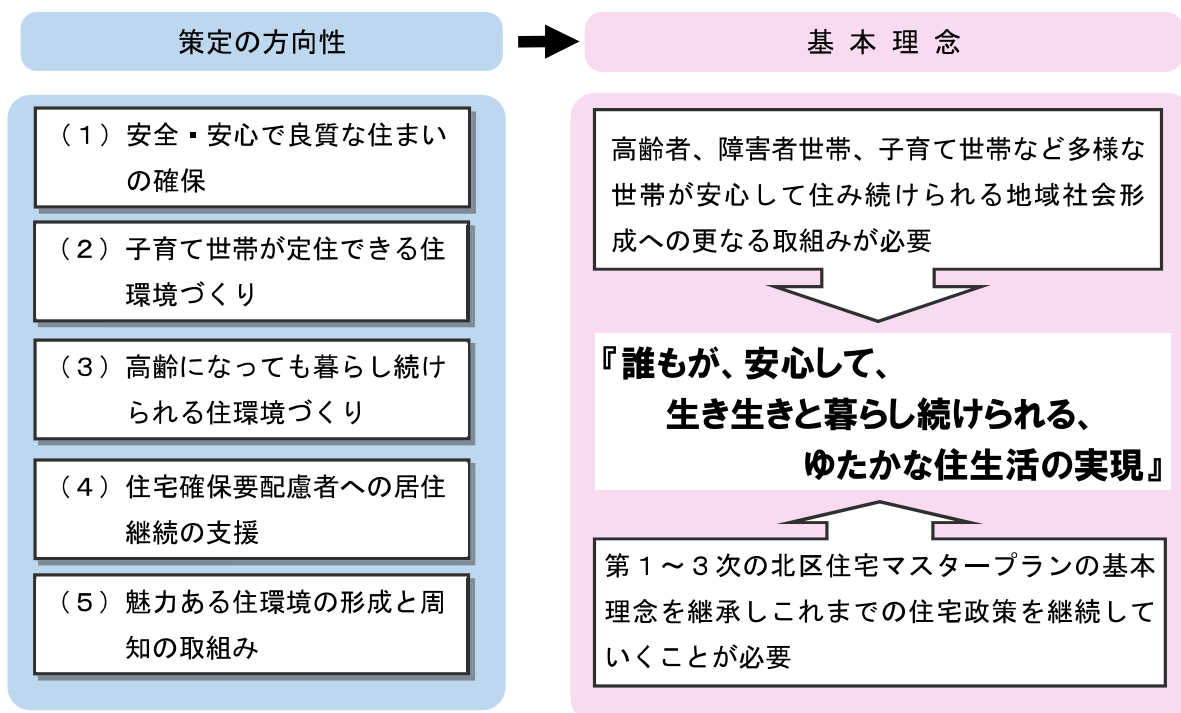 策定の方向性
基本理念
（１）安全・安心で良質な住まい
の確保
（２）子育て世帯が定住できる住
環境づくり
（３）高齢になっても暮らし続け
られる住環境づくり
（４）住宅確保要配慮者への居住
継続の支援
（５）魅力ある住環境の形成と周
知の取組み
高齢者、障害者世帯、子育て世帯など多様な
世帯が安心して住み続けられる地域社会形
成への更なる取組みが必要
『誰もが、安心して、
生き生きと暮らし続けられる、
ゆたかな住生活の実現』
第１～３次の北区住宅マスタープランの基本
理念を継承しこれまでの住宅政策を継続して
いくことが必要